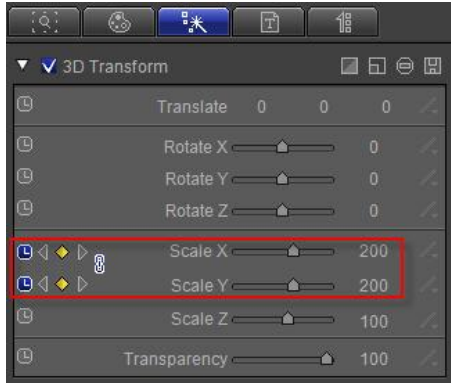 3D Transform
Translate 0 0 0
Rotate X 0
Rotate Y 0
Rotate Z 0
Scale X 200
Scale Y 200
Scale Z 100
Transparency 100